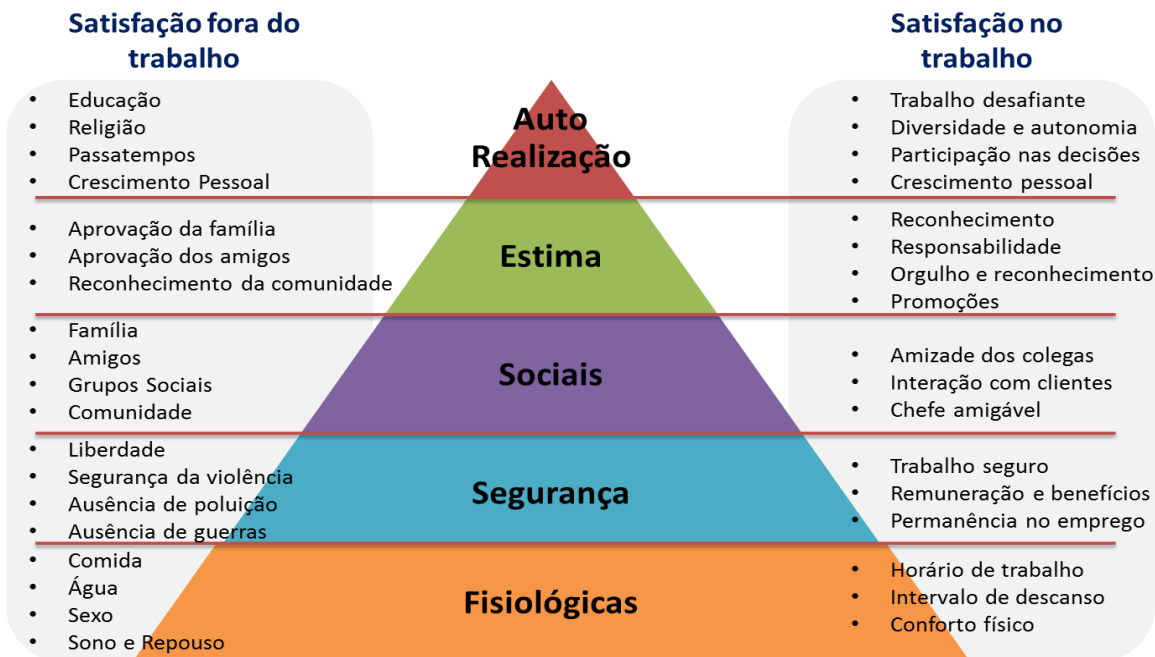 Satisfação fora do
trabalho
Satisfação no
trabalho
• Educação
• Religião
• Passatempos
• Crescimento Pessoal
Auto
Realização
• Trabalho desafiante
• Diversidade e autonomia
• Participação nas decisões
• Crescimento pessoal
• Aprovação da família
• Aprovação dos amigos
• Reconhecimento da comunidade
Estima
• Reconhecimento
• Responsabilidade
• Orgulho e reconhecimento
• Promoções
• Família
• Amigos
• Grupos Sociais
• Comunidade
Sociais
• Amizade dos colegas
• Interação com clientes
• Chefe amigável
• Liberdade
• Segurança da violência
• Ausência de poluição
• Ausência de guerras
Segurança
• Trabalho seguro
• Remuneração e benefícios
• Permanência no emprego
• Comida
• Água
• Sexo
• Sono e Repouso
Fisiológicas
• Horário de trabalho
• Intervalo de descanso
• Conforto físico